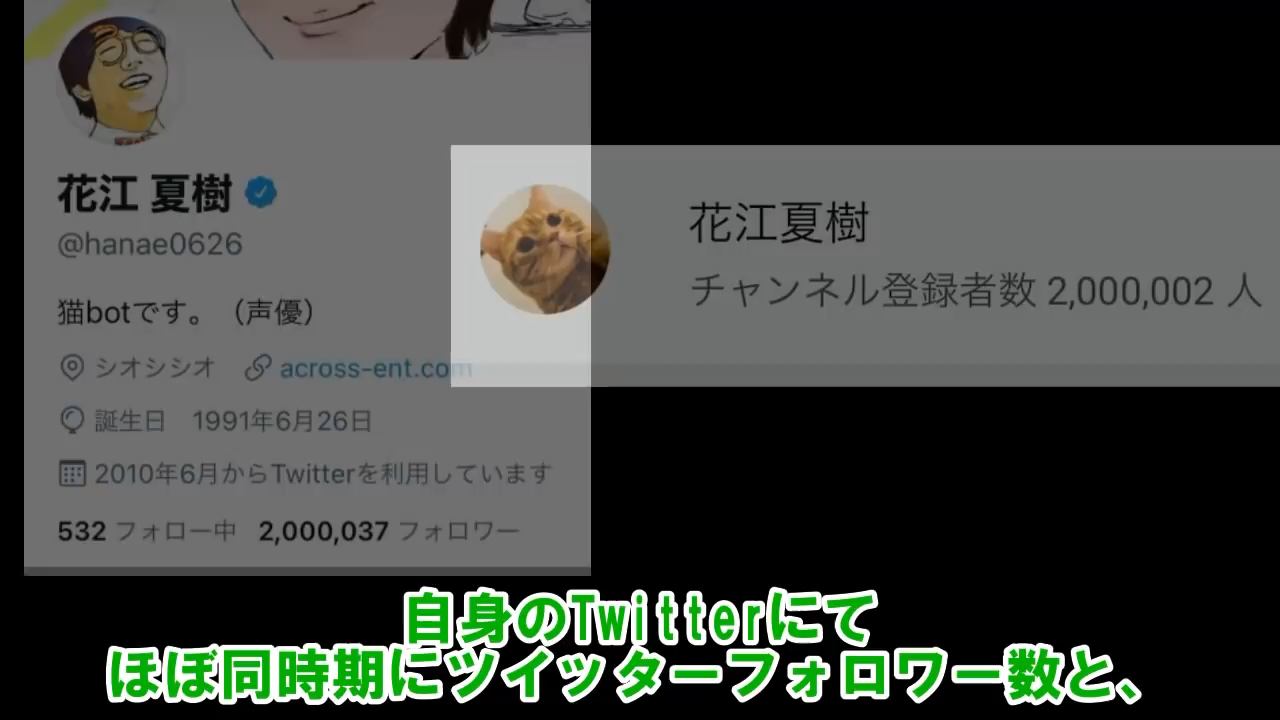 花江 夏樹
@hanae0626
猫botです。（声優）
シオシシオ across-ent.com
誕生日 1991年6月26日
2010年6月からTwitterを利用しています
532 フォロー中 2,000,037 フォロワー
花江夏樹
チャンネル登録者数 2,000,002 人
自身のTwitterにて
ほぼ同時期にツイッターフォロワー数と、